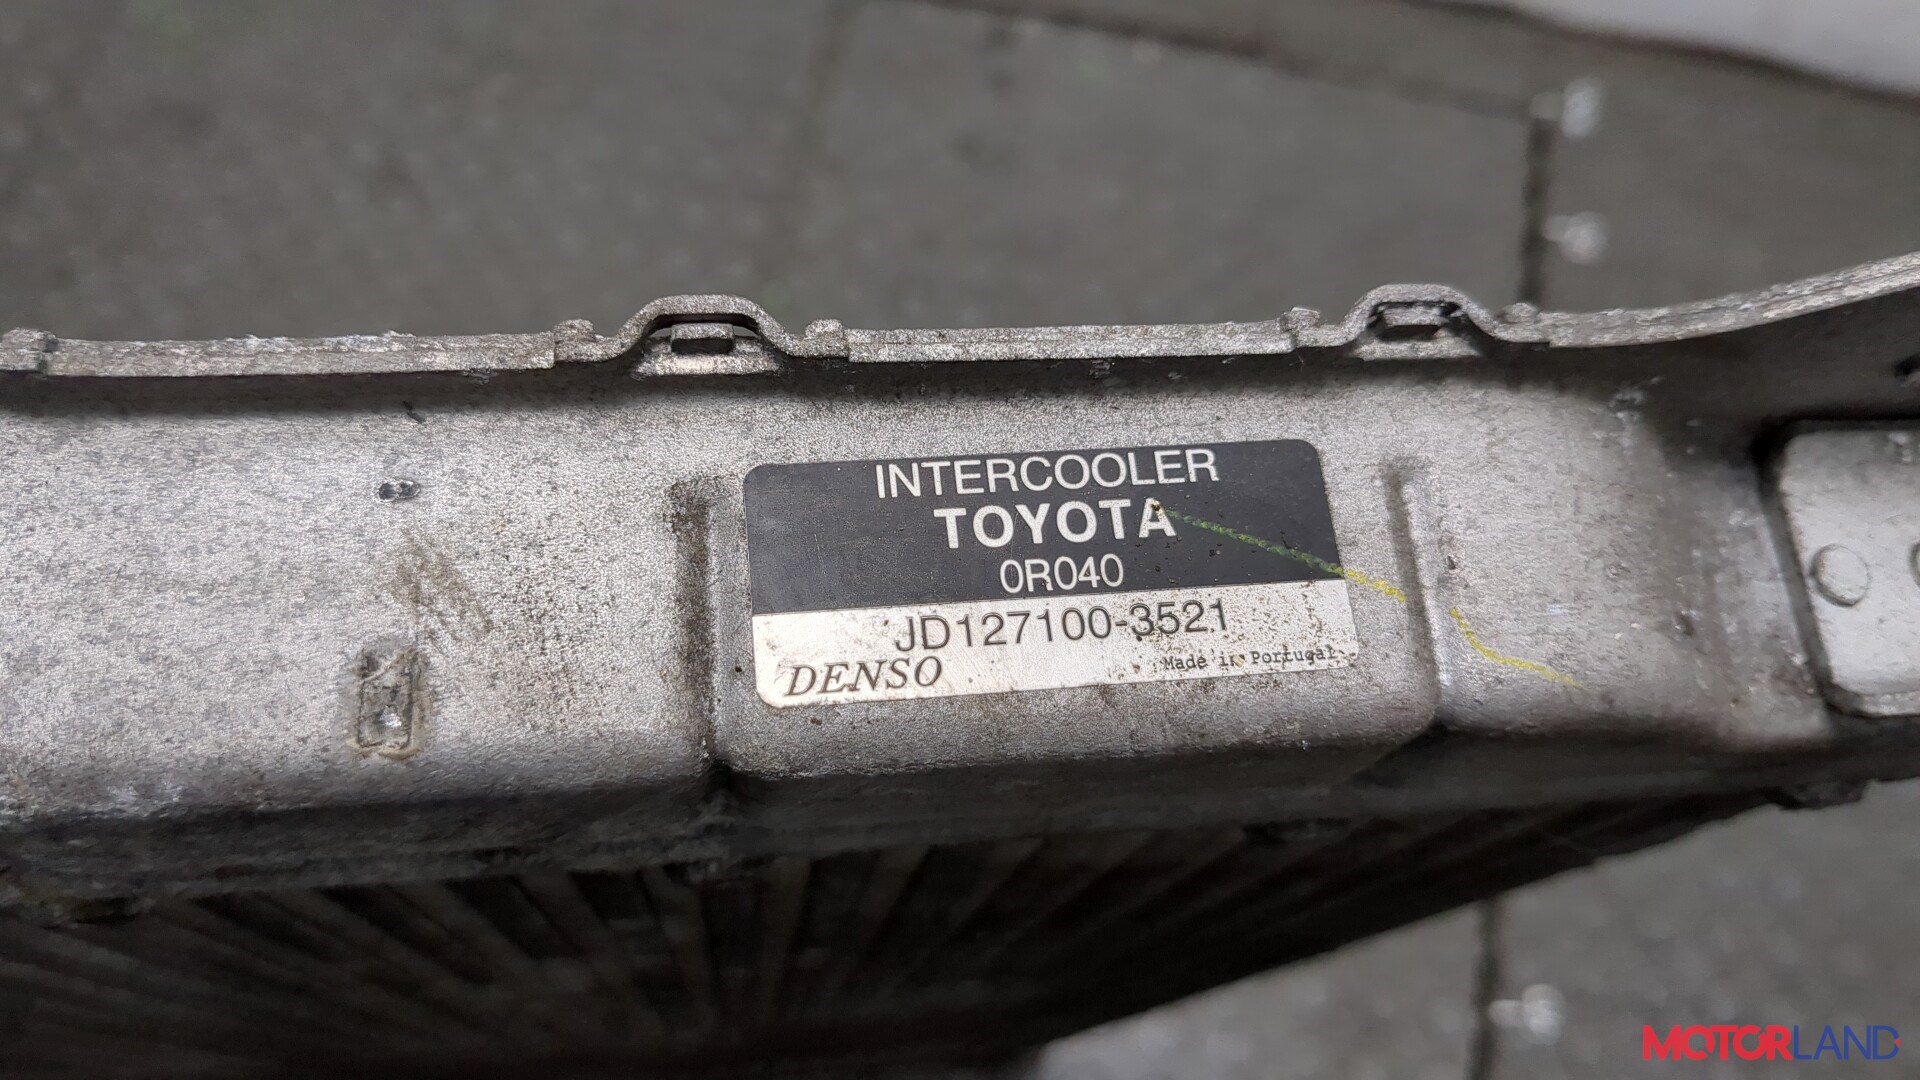 INTERCOOLER
TOYOTA
0R040
JD127100-3521
DENSO
Made in Portugal
MOTORLAND